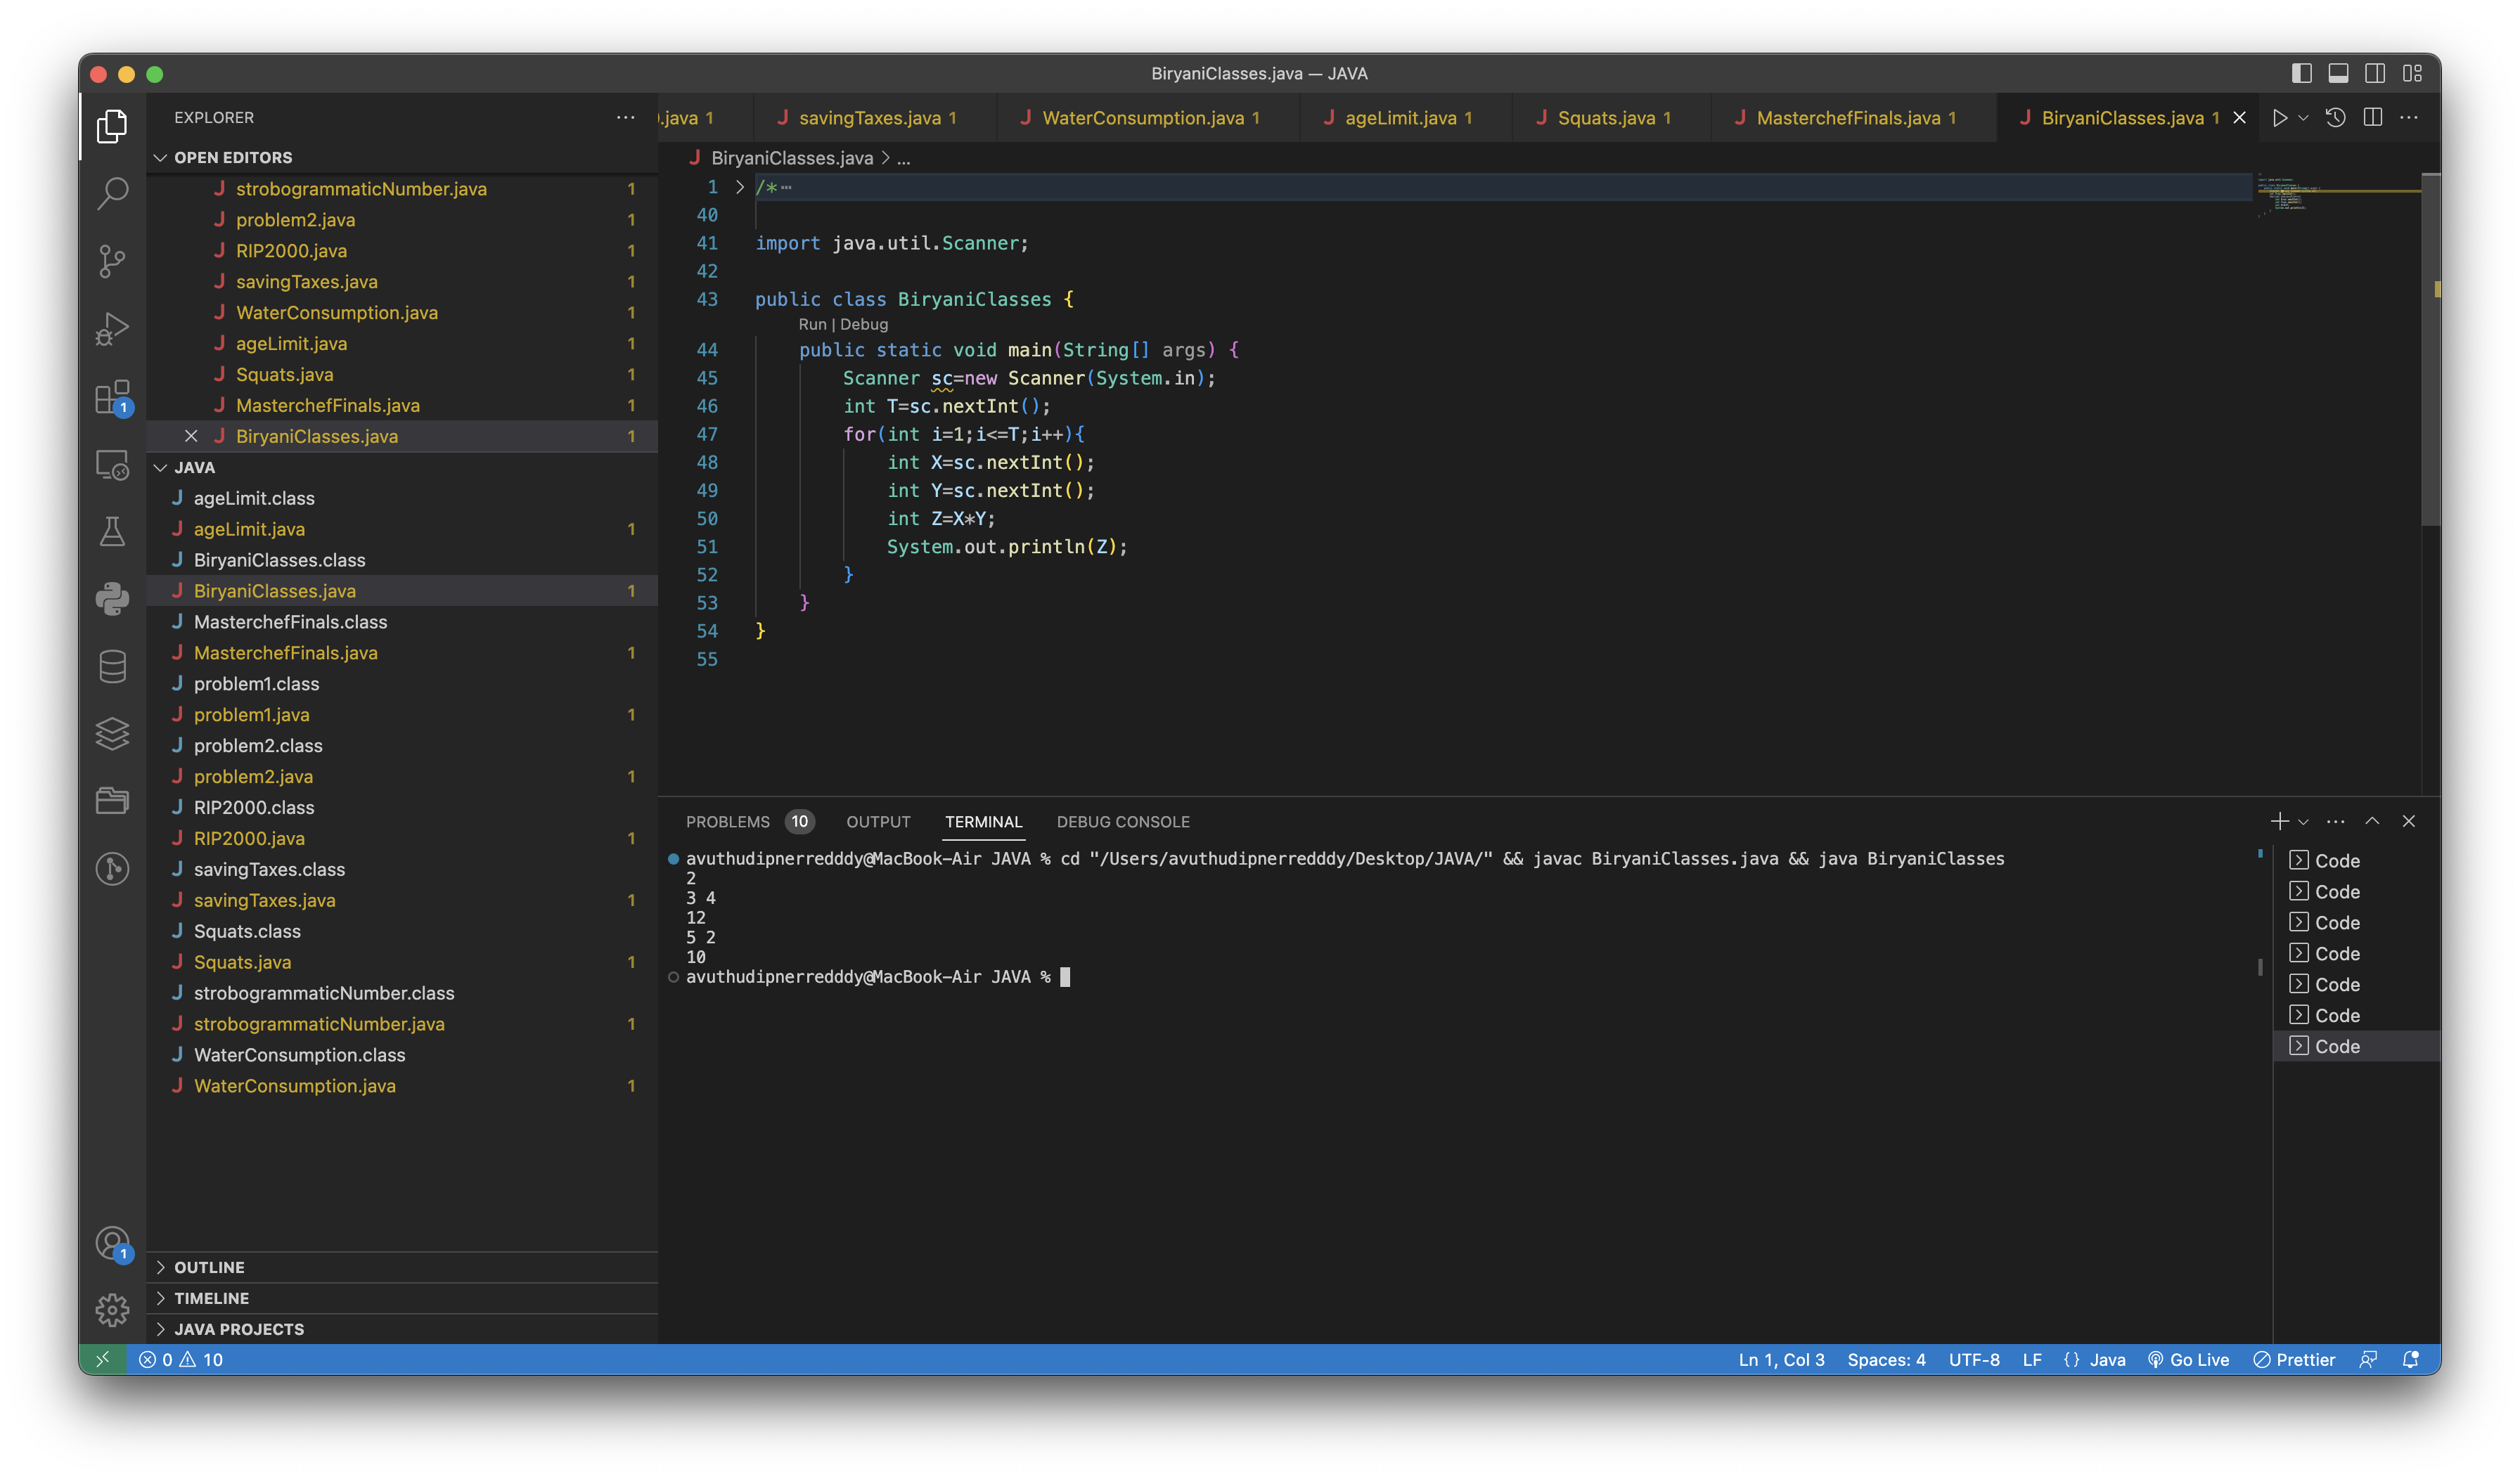 BiryaniClasses.java — JAVA
EXPLORER
OPEN EDITORS
strobogrammaticNumber.java 1
problem2.java 1
RIP2000.java 1
savingTaxes.java 1
WaterConsumption.java 1
ageLimit.java 1
Squats.java 1
MasterchefFinals.java 1
BiryaniClasses.java 1
JAVA
ageLimit.class
ageLimit.java 1
BiryaniClasses.class
BiryaniClasses.java 1
MasterchefFinals.class
MasterchefFinals.java 1
problem1.class
problem1.java 1
problem2.class
problem2.java 1
RIP2000.class
RIP2000.java 1
savingTaxes.class
savingTaxes.java 1
Squats.class
Squats.java 1
strobogrammaticNumber.class
strobogrammaticNumber.java 1
WaterConsumption.class
WaterConsumption.java 1
OUTLINE
TIMELINE
JAVA PROJECTS
1
1
.java 1 savingTaxes.java 1 WaterConsumption.java 1 ageLimit.java 1 Squats.java 1 MasterchefFinals.java 1 BiryaniClasses.java 1
BiryaniClasses.java > ...
1 /*…
40
41 import java.util.Scanner;
42
43 public class BiryaniClasses {
Run | Debug
44 public static void main(String[] args) {
45 Scanner sc=new Scanner(System.in);
46 int T=sc.nextInt();
47 for(int i=1;i<=T;i++){
48 int X=sc.nextInt();
49 int Y=sc.nextInt();
50 int Z=X*Y;
51 System.out.println(Z);
52 }
53 }
54 }
55
PROBLEMS 10 OUTPUT TERMINAL DEBUG CONSOLE
avuthudipnerredddy@MacBook-Air JAVA % cd "/Users/avuthudipnerredddy/Desktop/JAVA/" && javac BiryaniClasses.java && java BiryaniClasses
2
3 4
12
5 2
10
avuthudipnerredddy@MacBook-Air JAVA %
Code
Code
Code
Code
Code
Code
Code
0 10 Ln 1, Col 3 Spaces: 4 UTF-8 LF {} Java Go Live Prettier